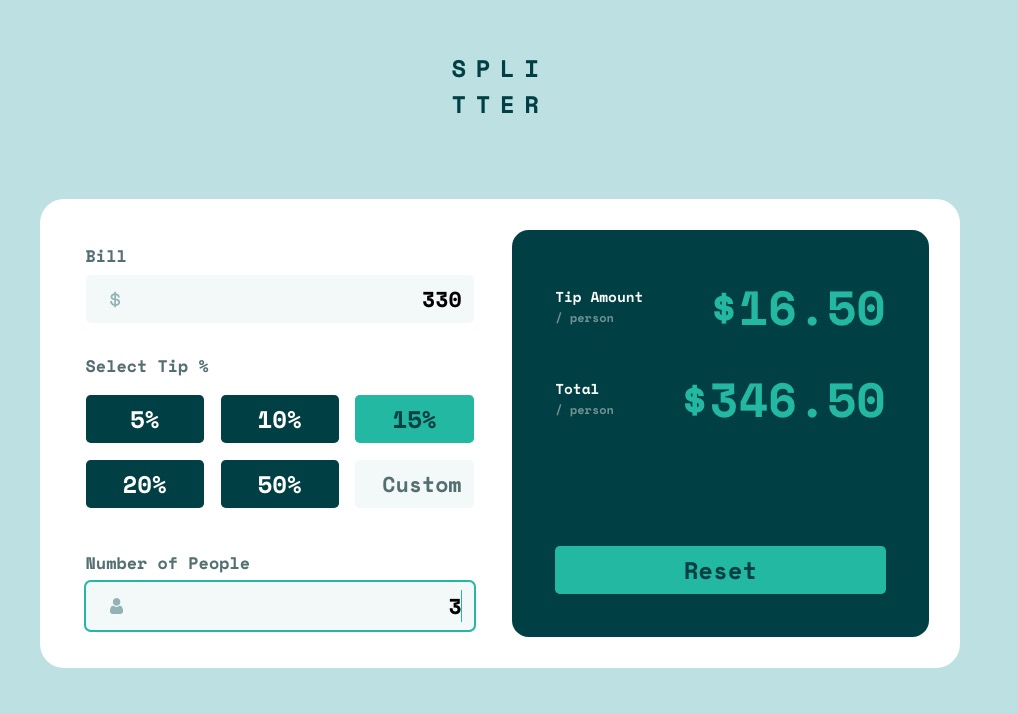 SPLI
TTER
Bill
$ 330
Select Tip %
5% 10% 15%
20% 50% Custom
Number of People
3
Tip Amount
/ person
$16.50
Total
/ person
$346.50
Reset